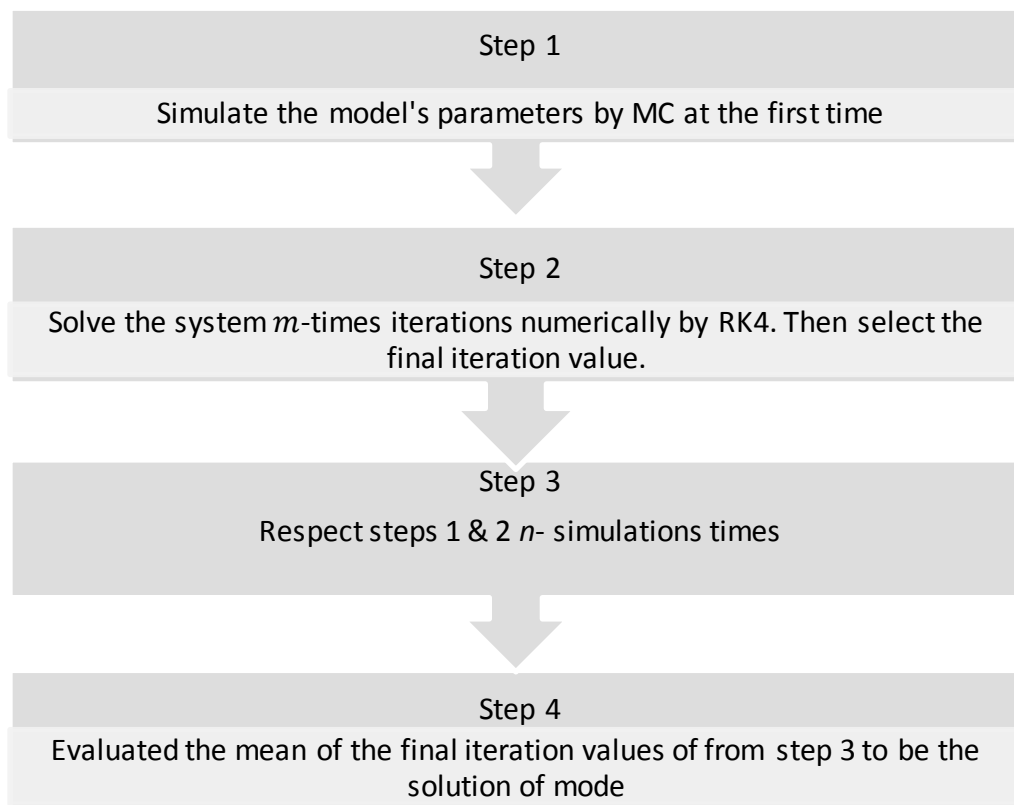 Step 1
Simulate the model's parameters by MC at the first time
Step 2
Solve the system m-times iterations numerically by RK4. Then select the
final iteration value.
Step 3
Respect steps 1 & 2 n- simulations times
Step 4
Evaluated the mean of the final iteration values of from step 3 to be the
solution of mode